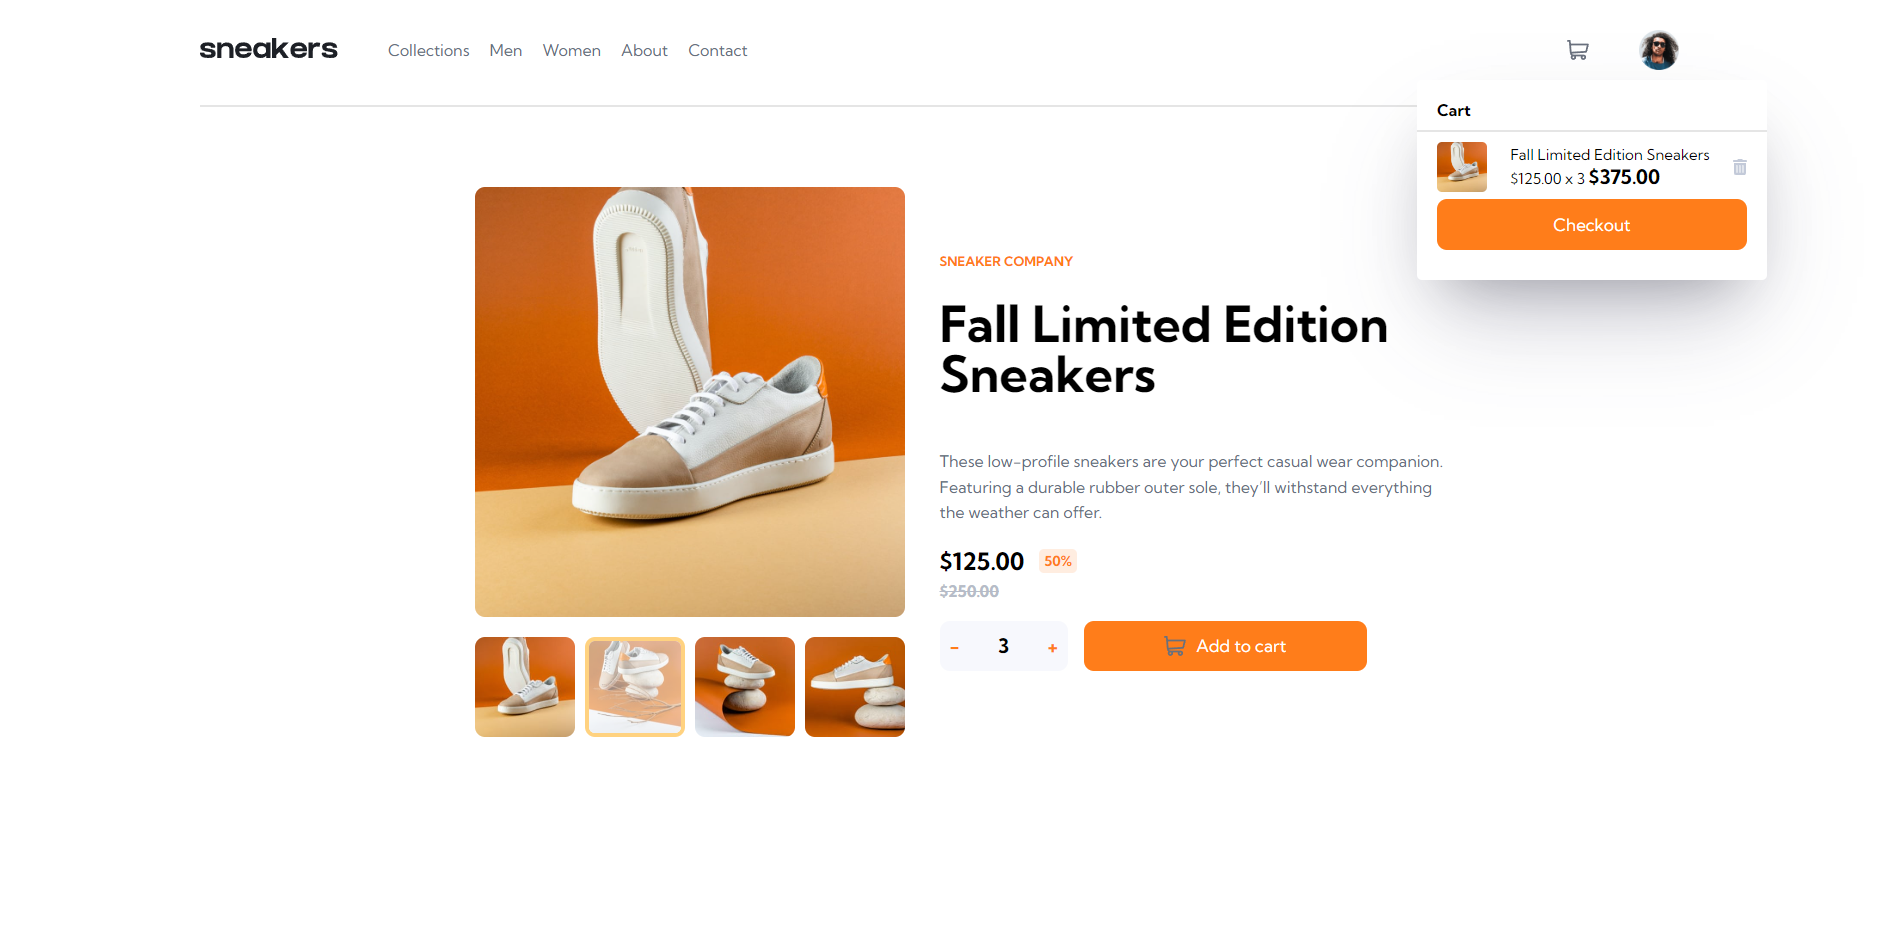 sneakers
Collections Men Women About Contact
Cart
Fall Limited Edition Sneakers
$125.00 x 3 $375.00
Checkout
SNEAKER COMPANY
Fall Limited Edition
Sneakers
These low-profile sneakers are your perfect casual wear companion.
Featuring a durable rubber outer sole, they’ll withstand everything
the weather can offer.
$125.00 50%
$250.00
- 3 + Add to cart